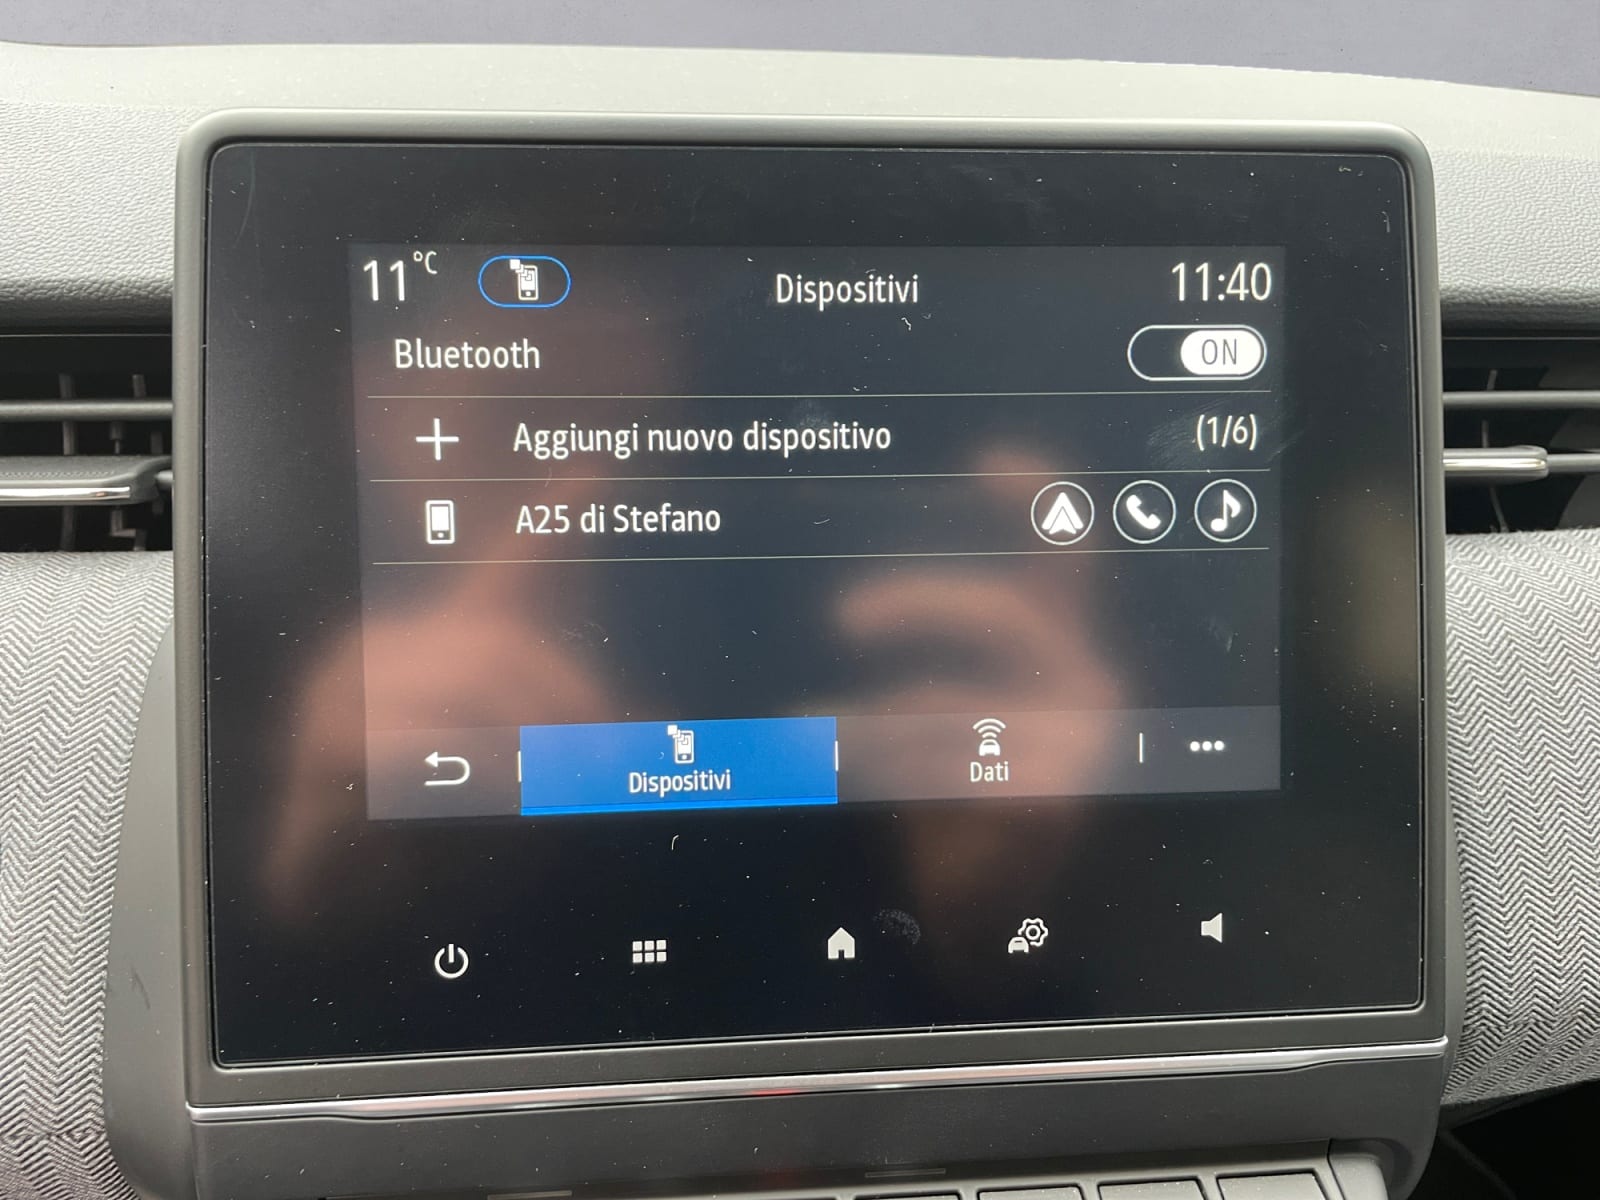 11°C Dispositivi 11:40
Bluetooth ON
Aggiungi nuovo dispositivo (1/6)
A25 di Stefano
Dispositivi Dati